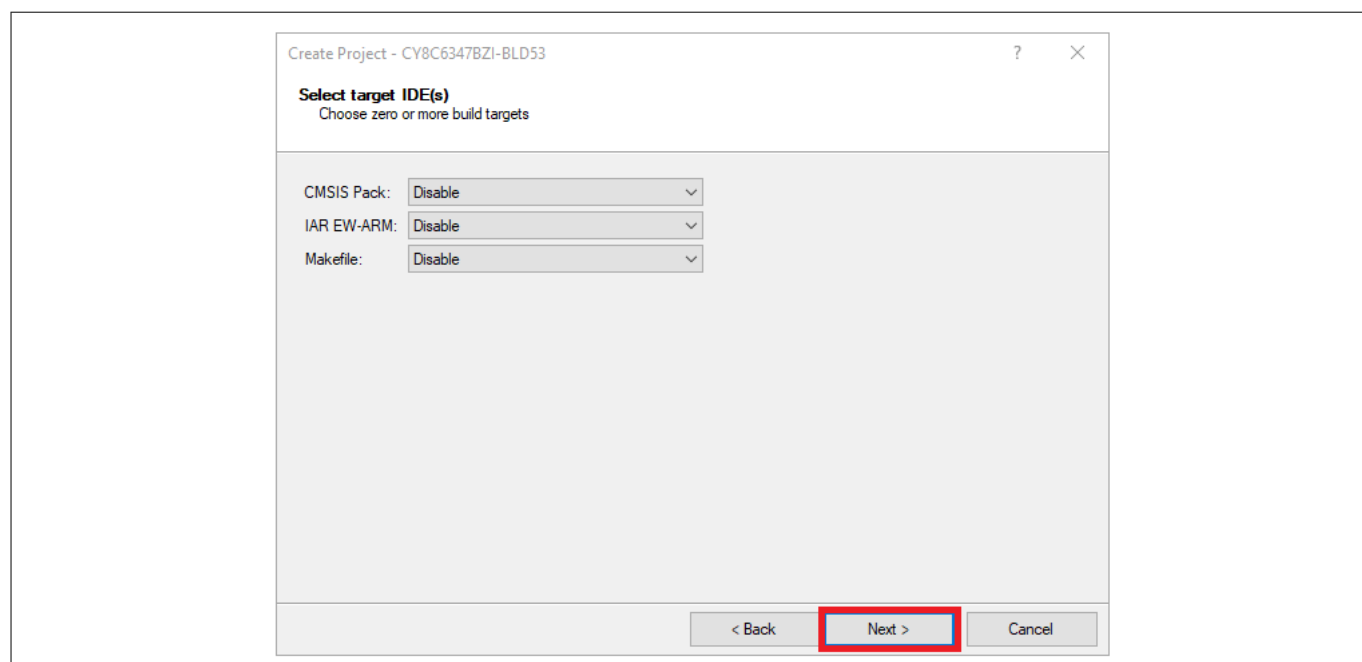 Create Project - CY8C6347BZI-BLD53
Select target IDE(s)
Choose zero or more build targets
CMSIS Pack: Disable
IAR EW-ARM: Disable
Makefile: Disable
< Back Next > Cancel